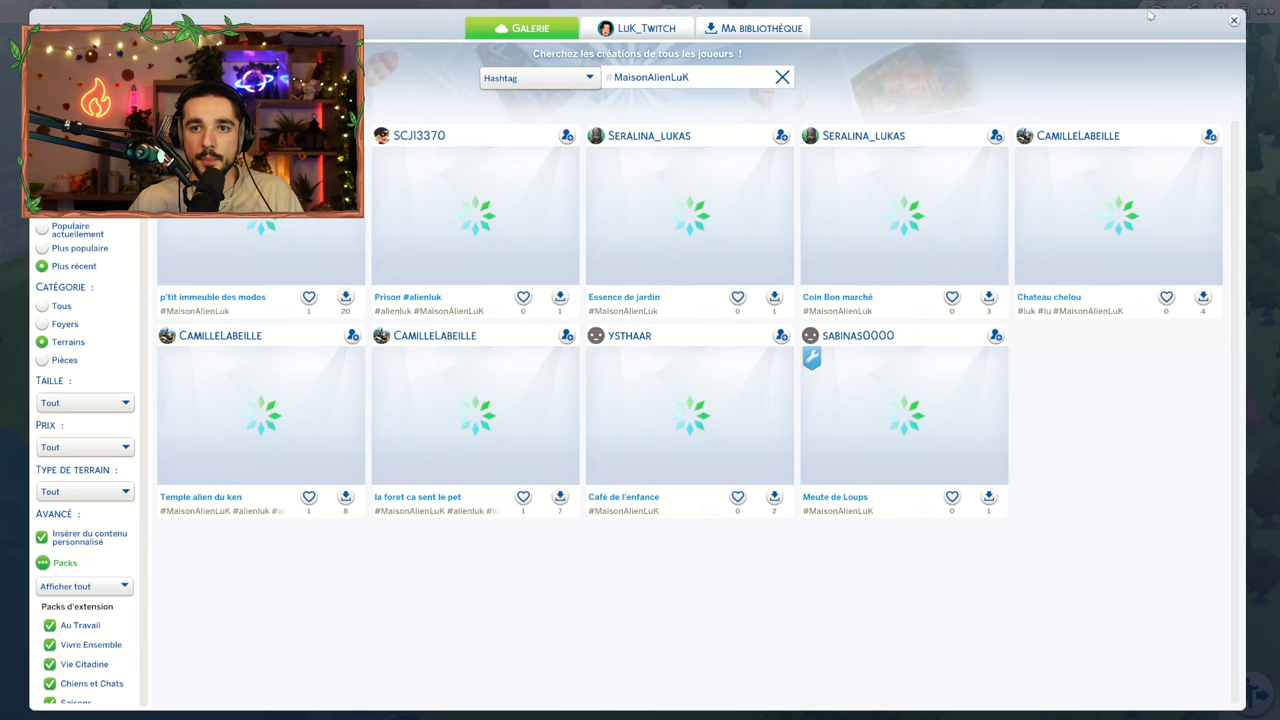 GALERIE
LUK_TWITCH
MA BIBLIOTHÈQUE
Cherchez les créations de tous les joueurs !
Hashtag
# MaisonAlienLuK
SCJ13370
SERALINA_LUKAS
SERALINA_LUKAS
CAMILLELABEILLE
p'tit immeuble des modos
#MaisonAlienLuk
1
20
Prison #alienluk
#alienluk #MaisonAlienLuK
0
1
Essence de jardin
#MaisonAlienLuk
0
1
Coin Bon marché
#MaisonAlienLuk
0
3
Chateau chelou
#luk #lu #MaisonAlienLuK
0
4
CAMILLELABEILLE
CAMILLELABEILLE
YSTHAAR
SABINAS0000
Temple alien du ken
#MaisonAlienLuK #alienluk #al
1
8
la foret ca sent le pet
#MaisonAlienLuK #alienluk #lu
1
7
Café de l'enfance
#MaisonAlienLuK
0
2
Meute de Loups
#MaisonAlienLuK
0
1
Populaire
actuellement
Plus populaire
Plus récent
CATÉGORIE :
Tous
Foyers
Terrains
Pièces
TAILLE :
Tout
PRIX :
Tout
TYPE DE TERRAIN :
Tout
AVANCÉ :
Insérer du contenu
personnalisé
Packs
Afficher tout
Packs d'extension
Au Travail
Vivre Ensemble
Vie Citadine
Chiens et Chats
Saisons